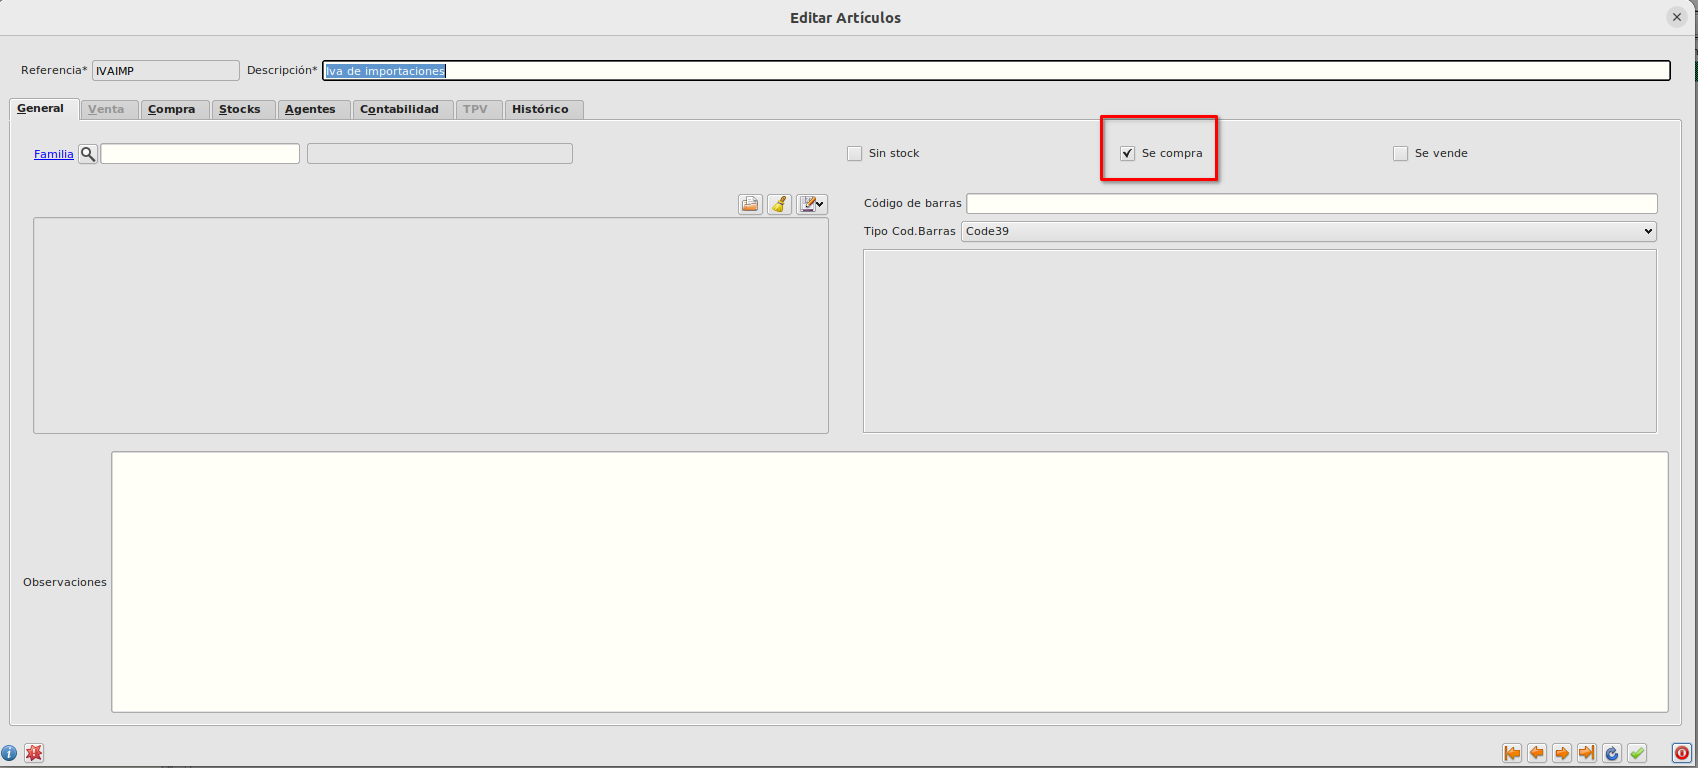 Editar Artículos
Referencia* IVAIMP Descripción* Iva de importaciones
General Venta Compra Stocks Agentes Contabilidad TPV Histórico
Familia Sin stock Se compra Se vende
Código de barras
Tipo Cod.Barras Code39
Observaciones